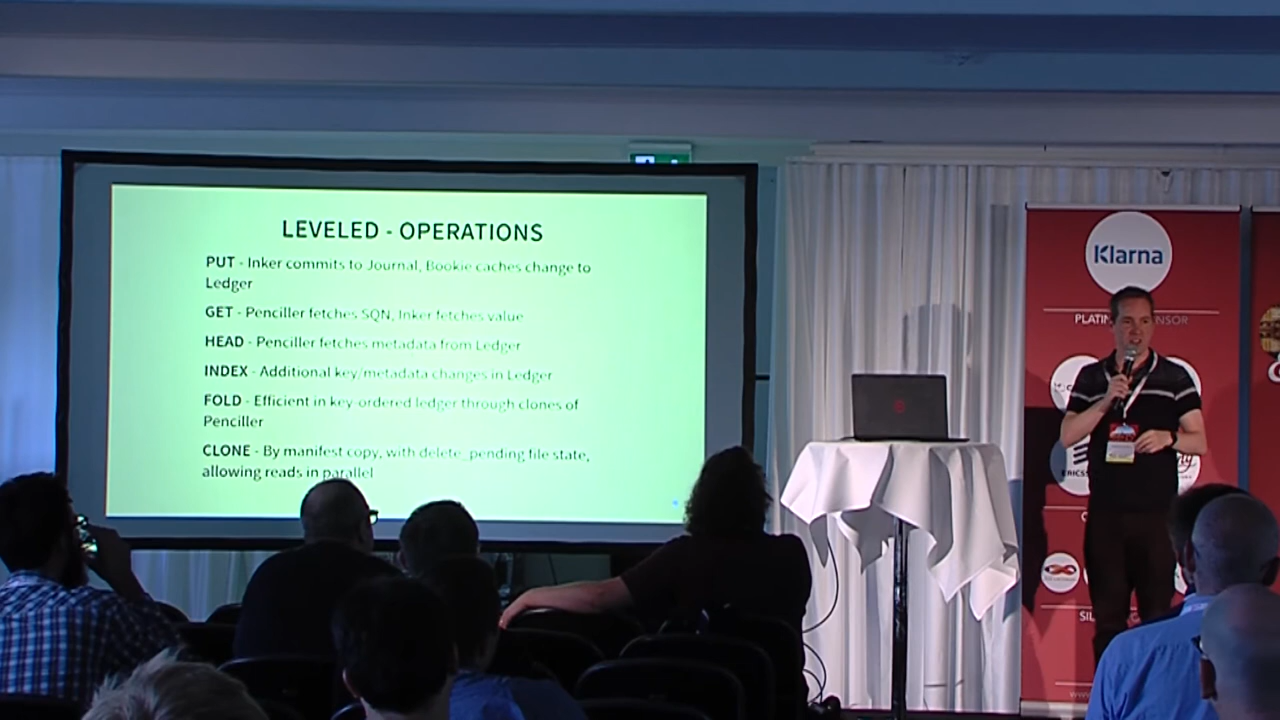 LEVELED - OPERATIONS
PUT - Inker commits to Journal, Bookie caches change to
Ledger
GET - Penciller fetches SQN, Inker fetches value
HEAD - Penciller fetches metadata from Ledger
INDEX - Additional key/metadata changes in Ledger
FOLD - Efficient in key-ordered ledger through clones of
Penciller
CLONE - By manifest copy, with delete_pending file state,
allowing reads in parallel
Klarna